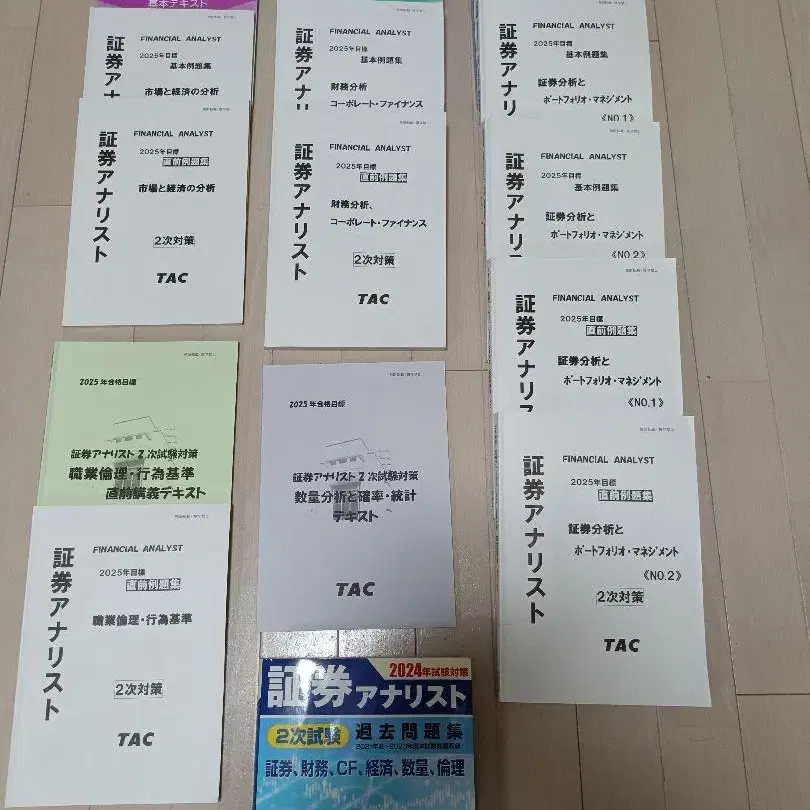 基本テキスト
証券アナ
FINANCIAL ANALYST
2025年目標
基本例題集
市場と経済の分析
証券アナリスト
FINANCIAL ANALYST
2025年目標
直前例題集
市場と経済の分析
2次対策
TAC
2025年合格目標
証券アナリスト2次試験対策
職業倫理・行為基準
直前講義テキスト
証券アナリスト
FINANCIAL ANALYST
2025年目標
直前例題集
職業倫理・行為基準
2次対策
TAC
証券アナリ
FINANCIAL ANALYST
2025年目標
基本例題集
財務分析
コーポレート・ファイナンス
証券アナリスト
FINANCIAL ANALYST
2025年目標
直前例題集
財務分析、
コーポレート・ファイナンス
2次対策
TAC
2025年合格目標
証券アナリスト2次試験対策
数量分析と確率・統計
テキスト
TAC
2024年試験対策
証券アナリスト
2次試験 過去問題集
証券、財務、CF、経済、数量、倫理
証券アナリ
FINANCIAL ANALYST
2025年目標
基本例題集
証券分析と
ポートフォリオ・マネジメント
《NO.1》
証券アナリ
FINANCIAL ANALYST
2025年目標
基本例題集
証券分析と
ポートフォリオ・マネジメント
《NO.2》
証券アナリス
FINANCIAL ANALYST
2025年目標
直前例題集
証券分析と
ポートフォリオ・マネジメント
《NO.1》
証券アナリスト
FINANCIAL ANALYST
2025年目標
直前例題集
証券分析と
ポートフォリオ・マネジメント
《NO.2》
2次対策
TAC